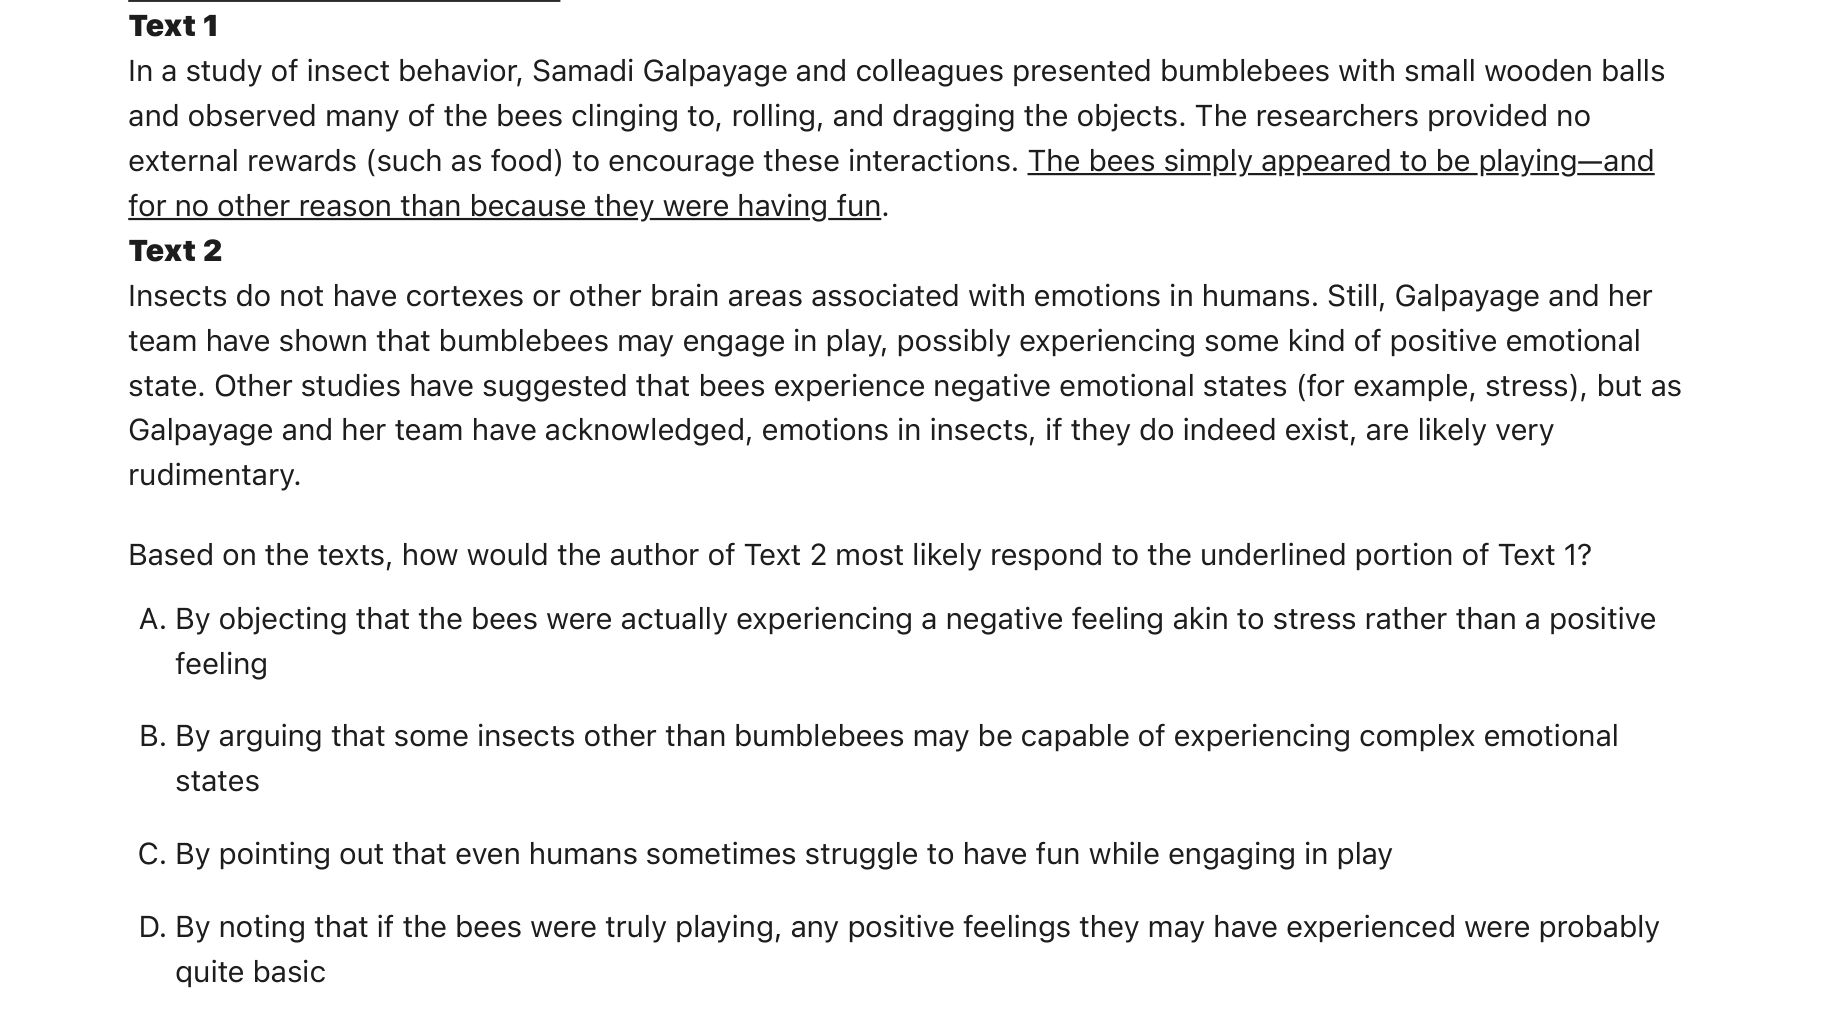 Text 1
In a study of insect behavior, Samadi Galpayage and colleagues presented bumblebees with small wooden balls
and observed many of the bees clinging to, rolling, and dragging the objects. The researchers provided no
external rewards (such as food) to encourage these interactions. The bees simply appeared to be playing—and
for no other reason than because they were having fun.
Text 2
Insects do not have cortexes or other brain areas associated with emotions in humans. Still, Galpayage and her
team have shown that bumblebees may engage in play, possibly experiencing some kind of positive emotional
state. Other studies have suggested that bees experience negative emotional states (for example, stress), but as
Galpayage and her team have acknowledged, emotions in insects, if they do indeed exist, are likely very
rudimentary.
Based on the texts, how would the author of Text 2 most likely respond to the underlined portion of Text 1?
A. By objecting that the bees were actually experiencing a negative feeling akin to stress rather than a positive
feeling
B. By arguing that some insects other than bumblebees may be capable of experiencing complex emotional
states
C. By pointing out that even humans sometimes struggle to have fun while engaging in play
D. By noting that if the bees were truly playing, any positive feelings they may have experienced were probably
quite basic